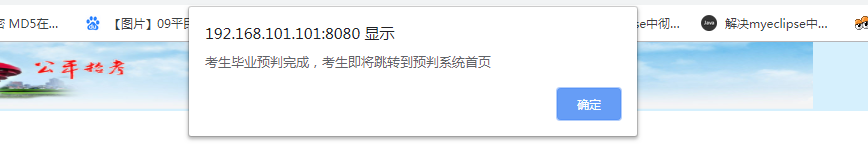 密 MD5在...
【图片】09平
se中彻...
解决myeclipse中...
192.168.101.101:8080 显示
公平招考
考生毕业预判完成，考生即将跳转到预判系统首页
确定